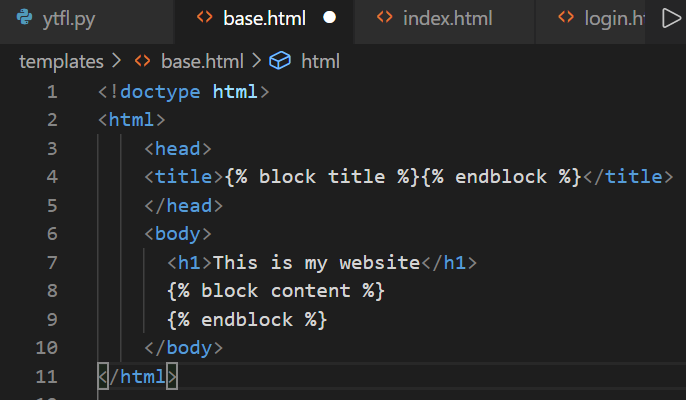 ytfl.py base.html index.html login.ht
templates > base.html > html
1 <!doctype html>
2 <html>
3 <head>
4 <title>{% block title %}{% endblock %}</title>
5 </head>
6 <body>
7 <h1>This is my website</h1>
8 {% block content %}
9 {% endblock %}
10 </body>
11 </html>